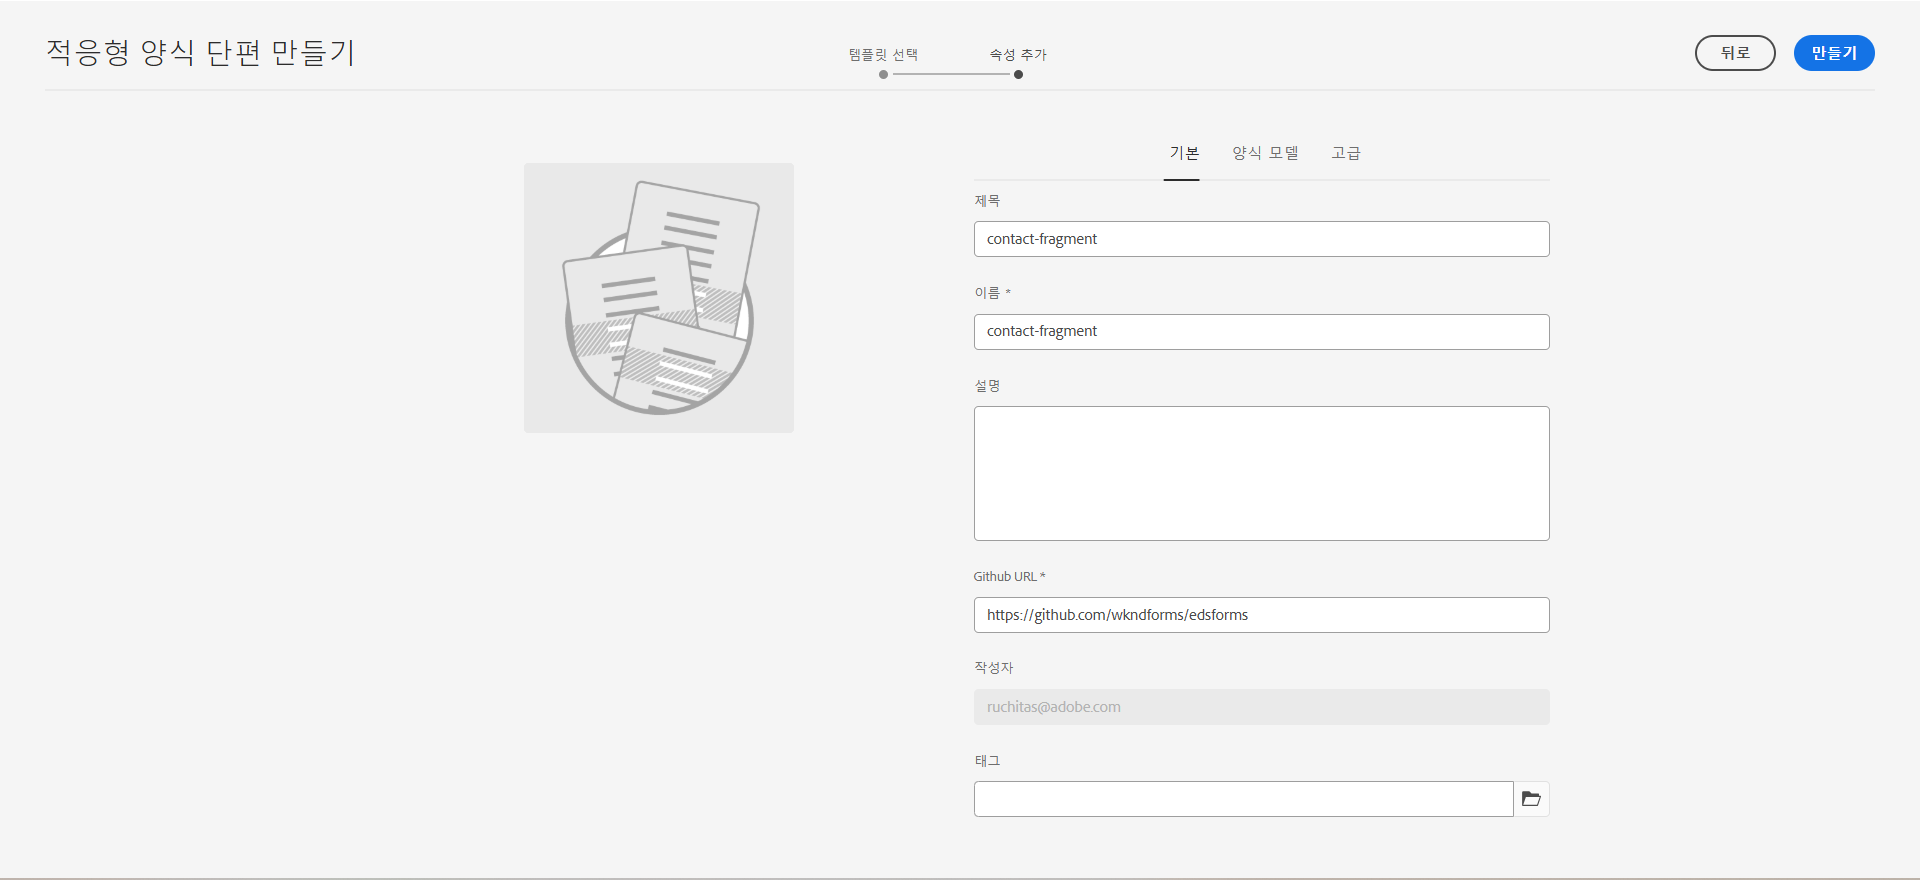 적응형 양식 단편 만들기
템플릿 선택
속성 추가
뒤로
만들기
기본
양식 모델
고급
제목
contact-fragment
이름 *
contact-fragment
설명
Github URL *
https://github.com/wkndforms/edsforms
작성자
ruchitas@adobe.com
태그